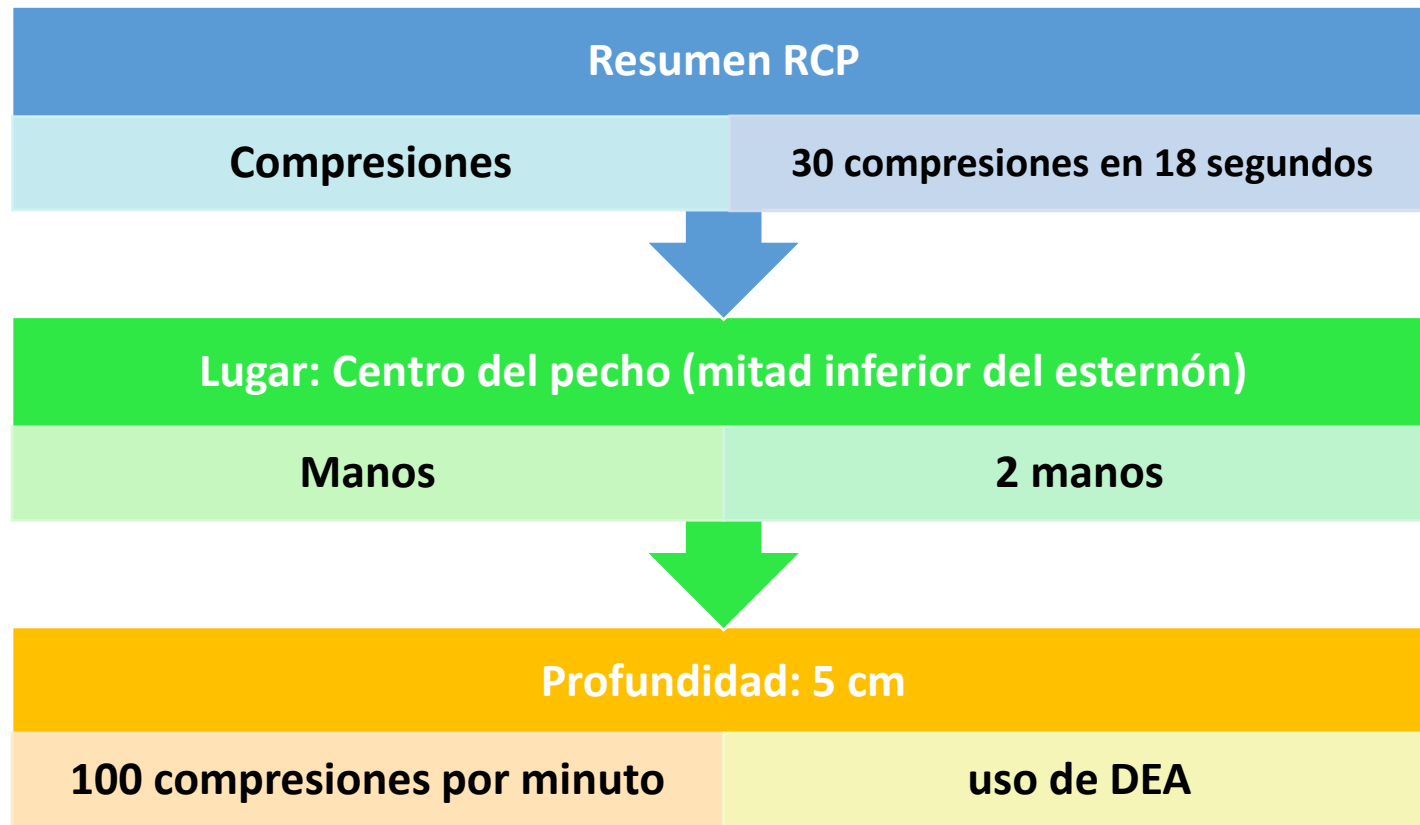 Resumen RCP
Compresiones
30 compresiones en 18 segundos
Lugar: Centro del pecho (mitad inferior del esternón)
Manos
2 manos
Profundidad: 5 cm
100 compresiones por minuto
uso de DEA